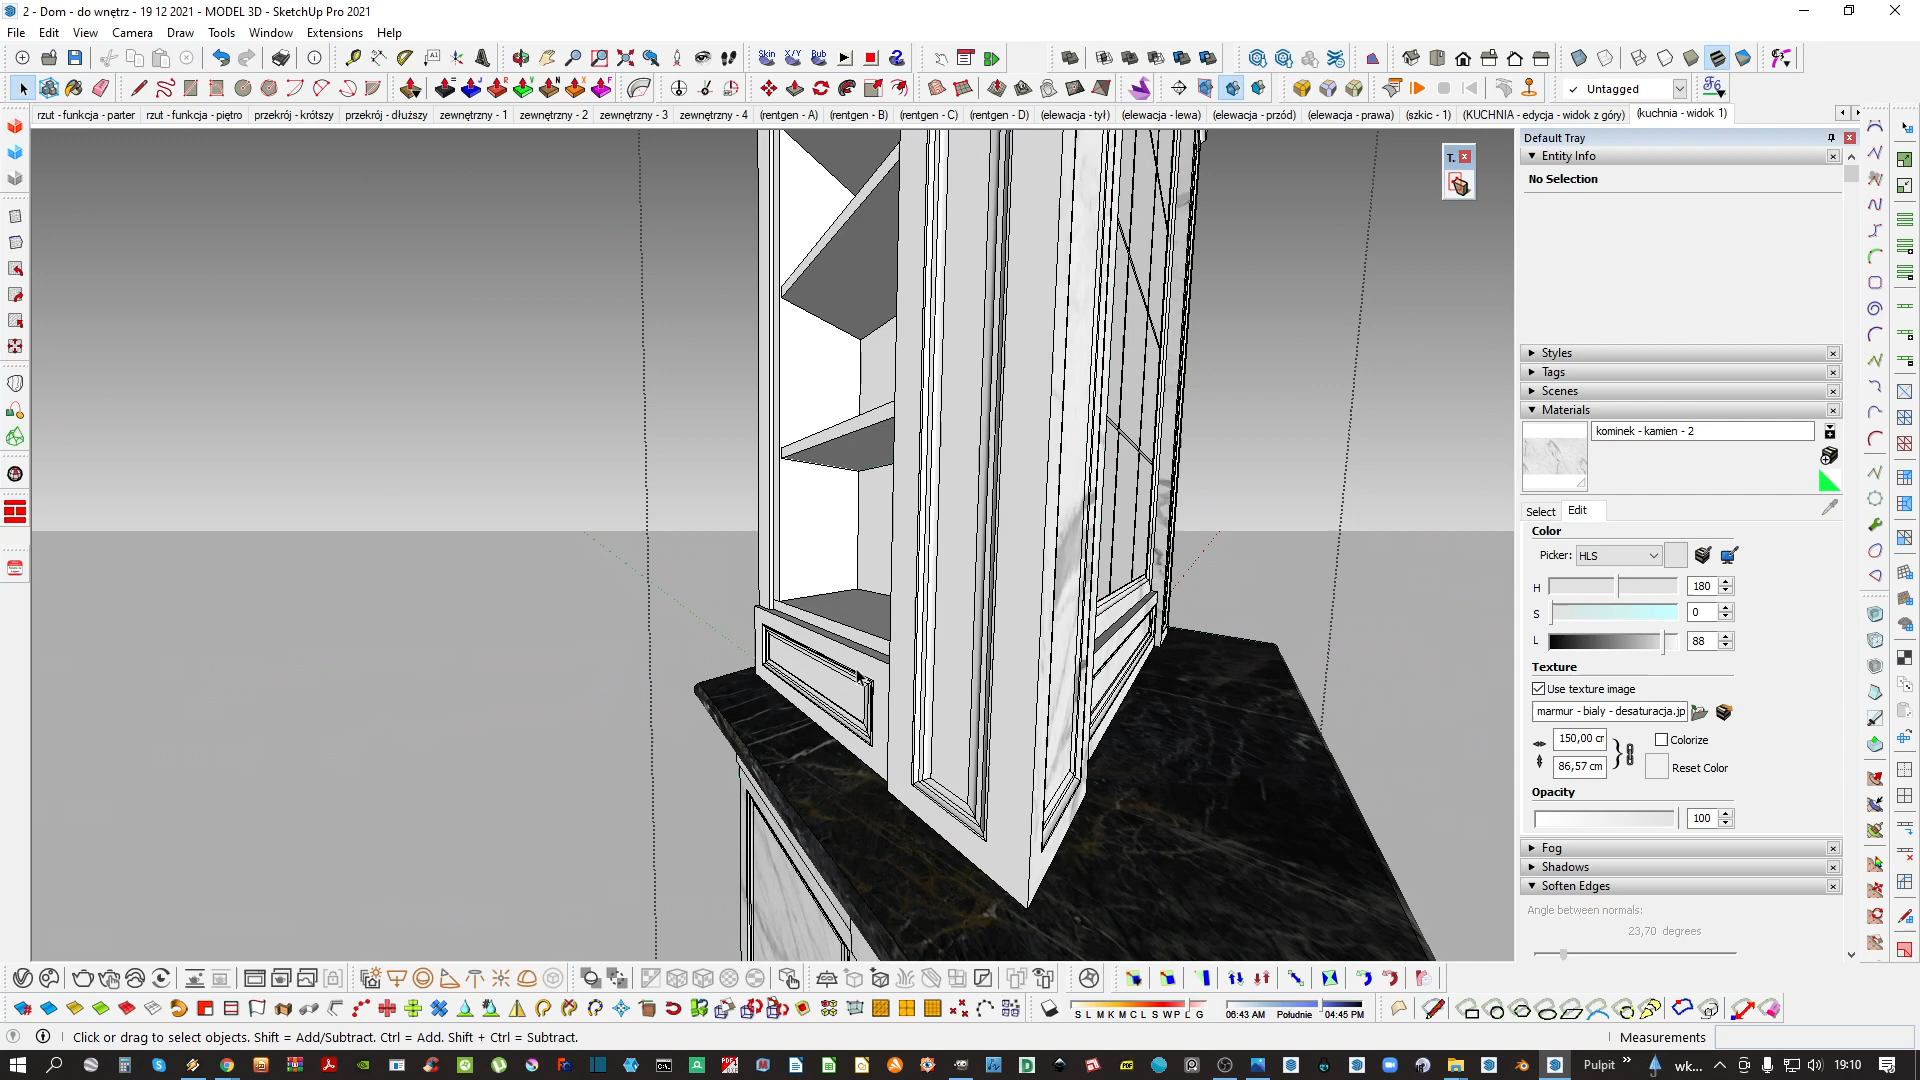 2 - Dom - do wnętrz - 19 12 2021 - MODEL 3D - SketchUp Pro 2021
File Edit View Camera Draw Tools Window Extensions Help
Skin X/Y Bub
Untagged
rzut - funkcja - parter rzut - funkcja - piętro przekrój - krótszy przekrój - dłuższy zewnętrzny - 1 zewnętrzny - 2 zewnętrzny - 3 zewnętrzny - 4 (rentgen - A) (rentgen - B) (rentgen - C) (rentgen - D) (elewacja - tył) (elewacja - lewa) (elewacja - przód) (elewacja - prawa) (szkic - 1) (KUCHNIA - edycja - widok z góry) (kuchnia - widok 1)
T.
Default Tray
Entity Info
No Selection
Styles
Tags
Scenes
Materials
kominek - kamien - 2
Select Edit
Color
Picker: HLS
H 180
S 0
L 88
Texture
Use texture image
marmur - bialy - desaturacja.jp
150,00 cr
Colorize
86,57 cm
Reset Color
Opacity
100
Fog
Shadows
Soften Edges
Angle between normals:
23,70 degrees
06:43 AM Południe 04:45 PM
Click or drag to select objects. Shift = Add/Subtract. Ctrl = Add. Shift + Ctrl = Subtract.
Measurements
Pulpit
wk...
19:10